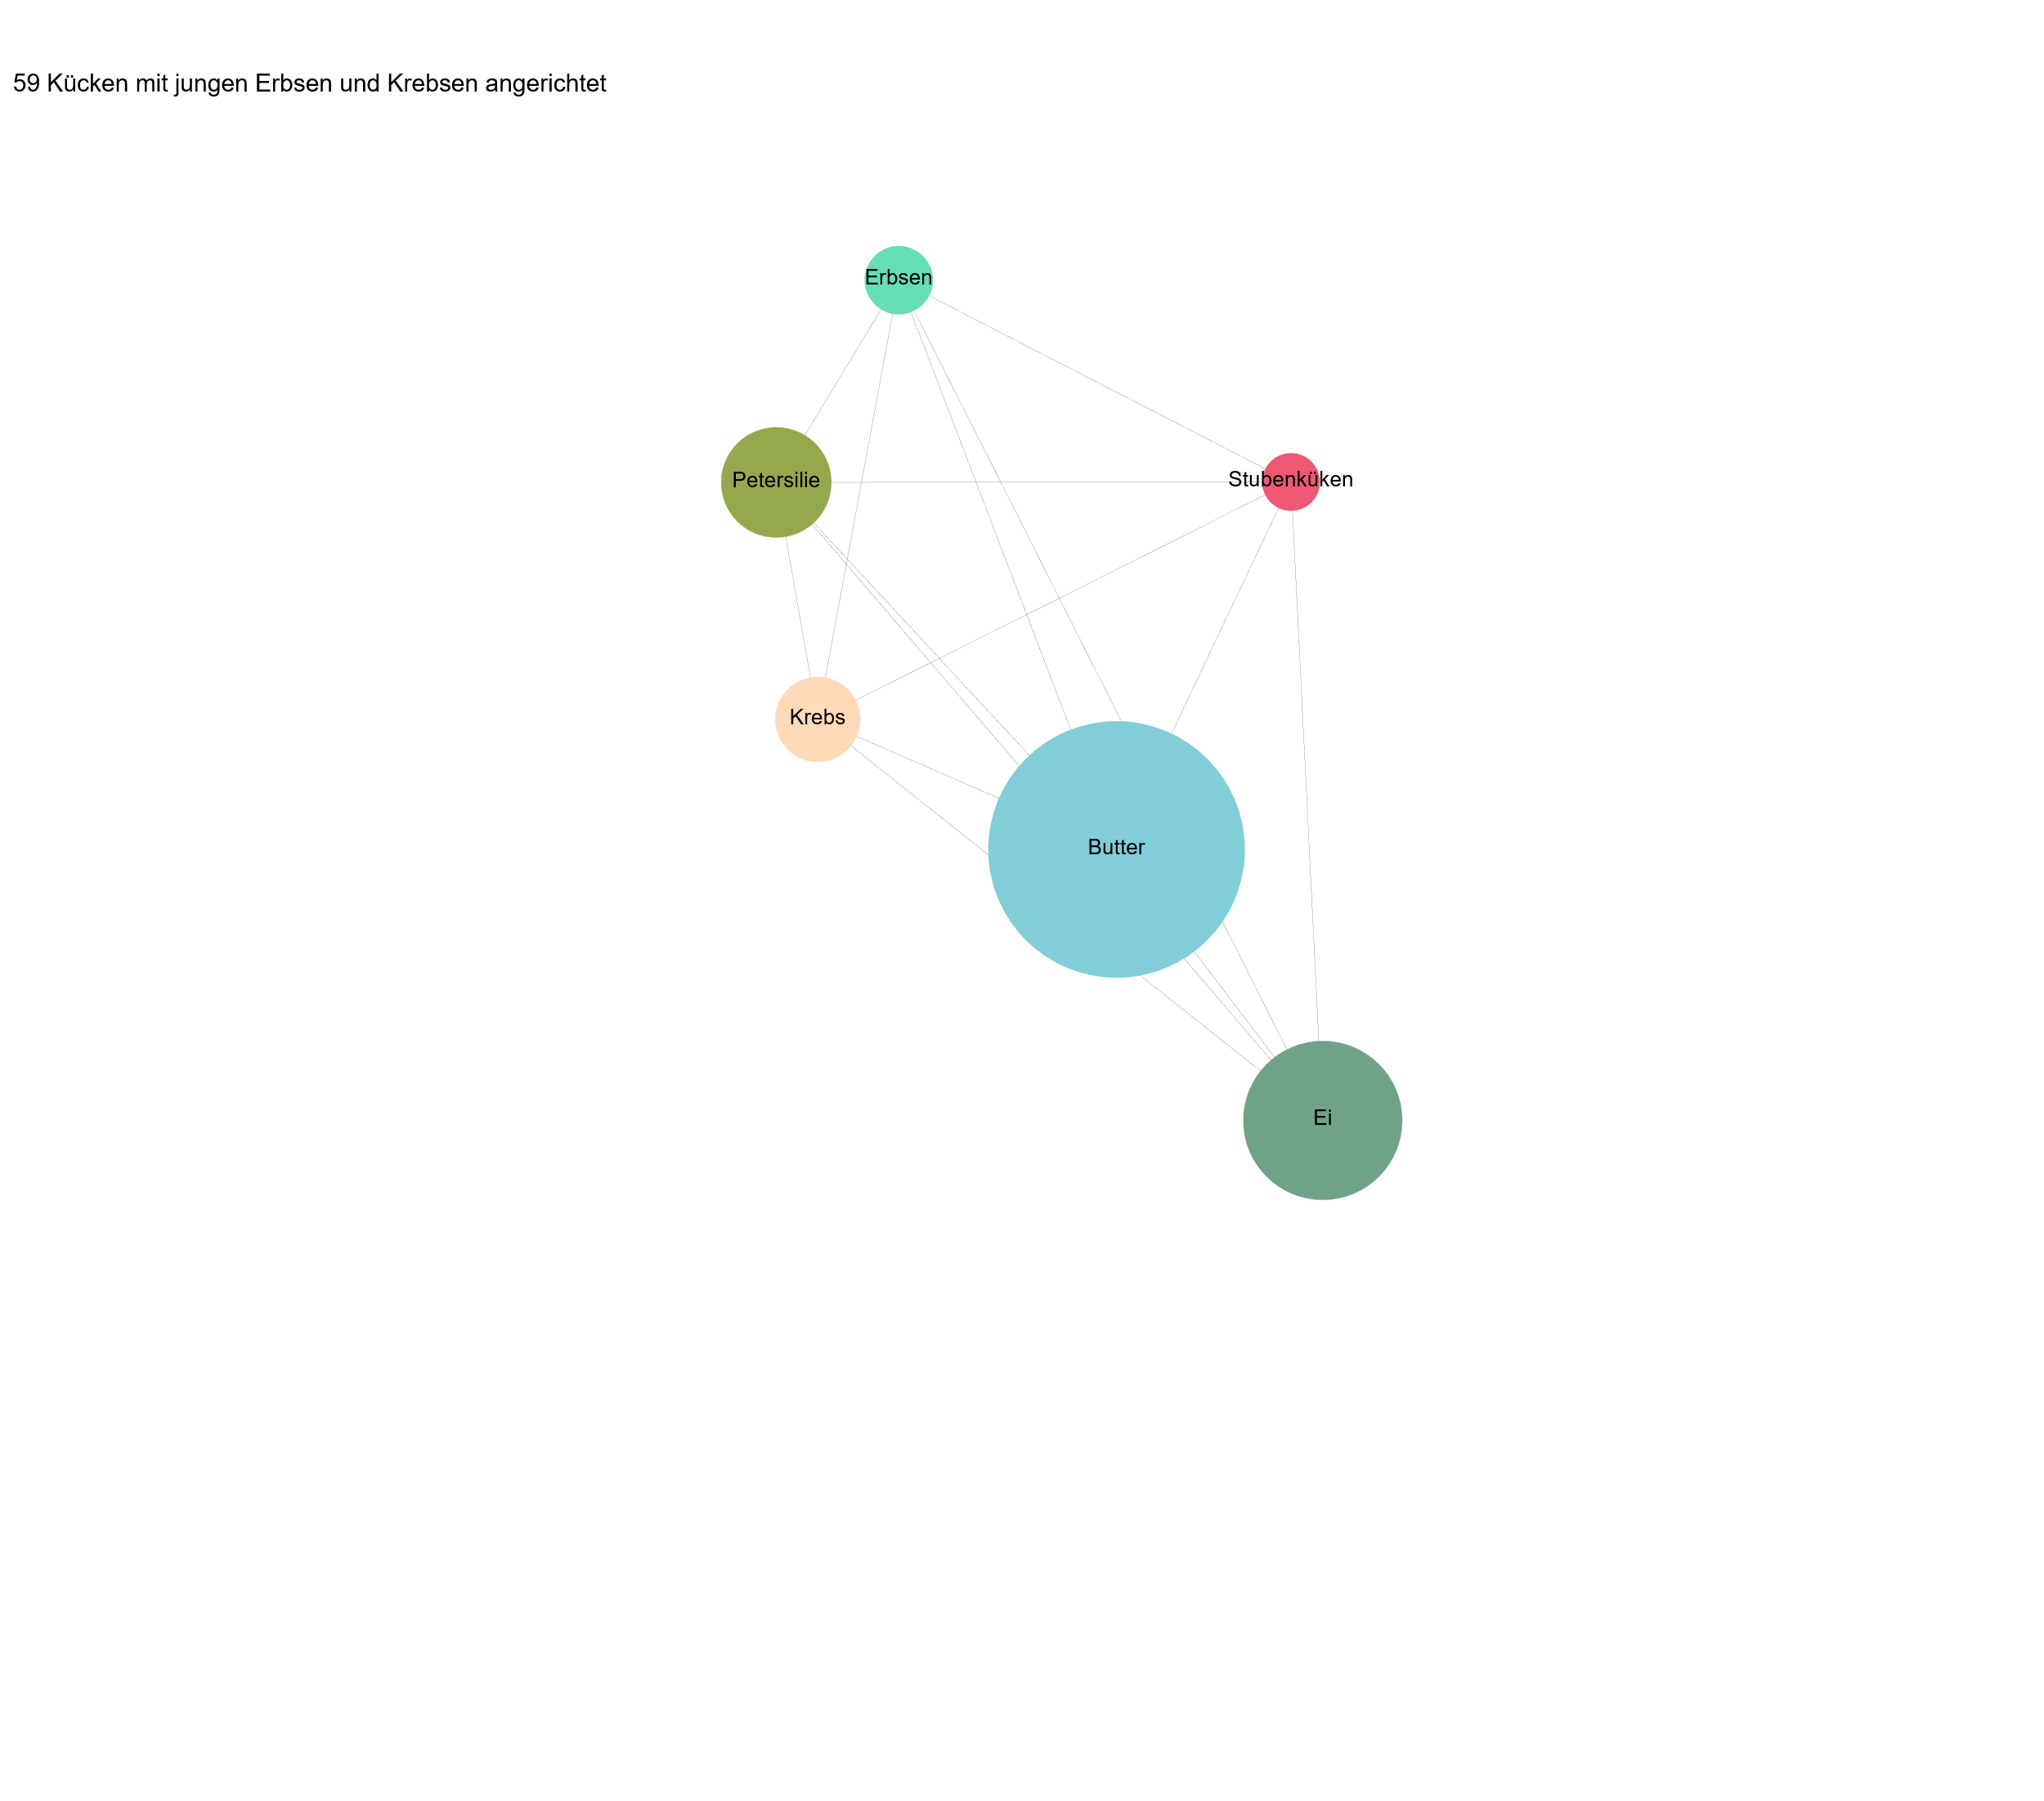 59 Kücken mit jungen Erbsen und Krebsen angerichtet
Erbsen
Petersilie
Stubenküken
Krebs
Butter
Ei